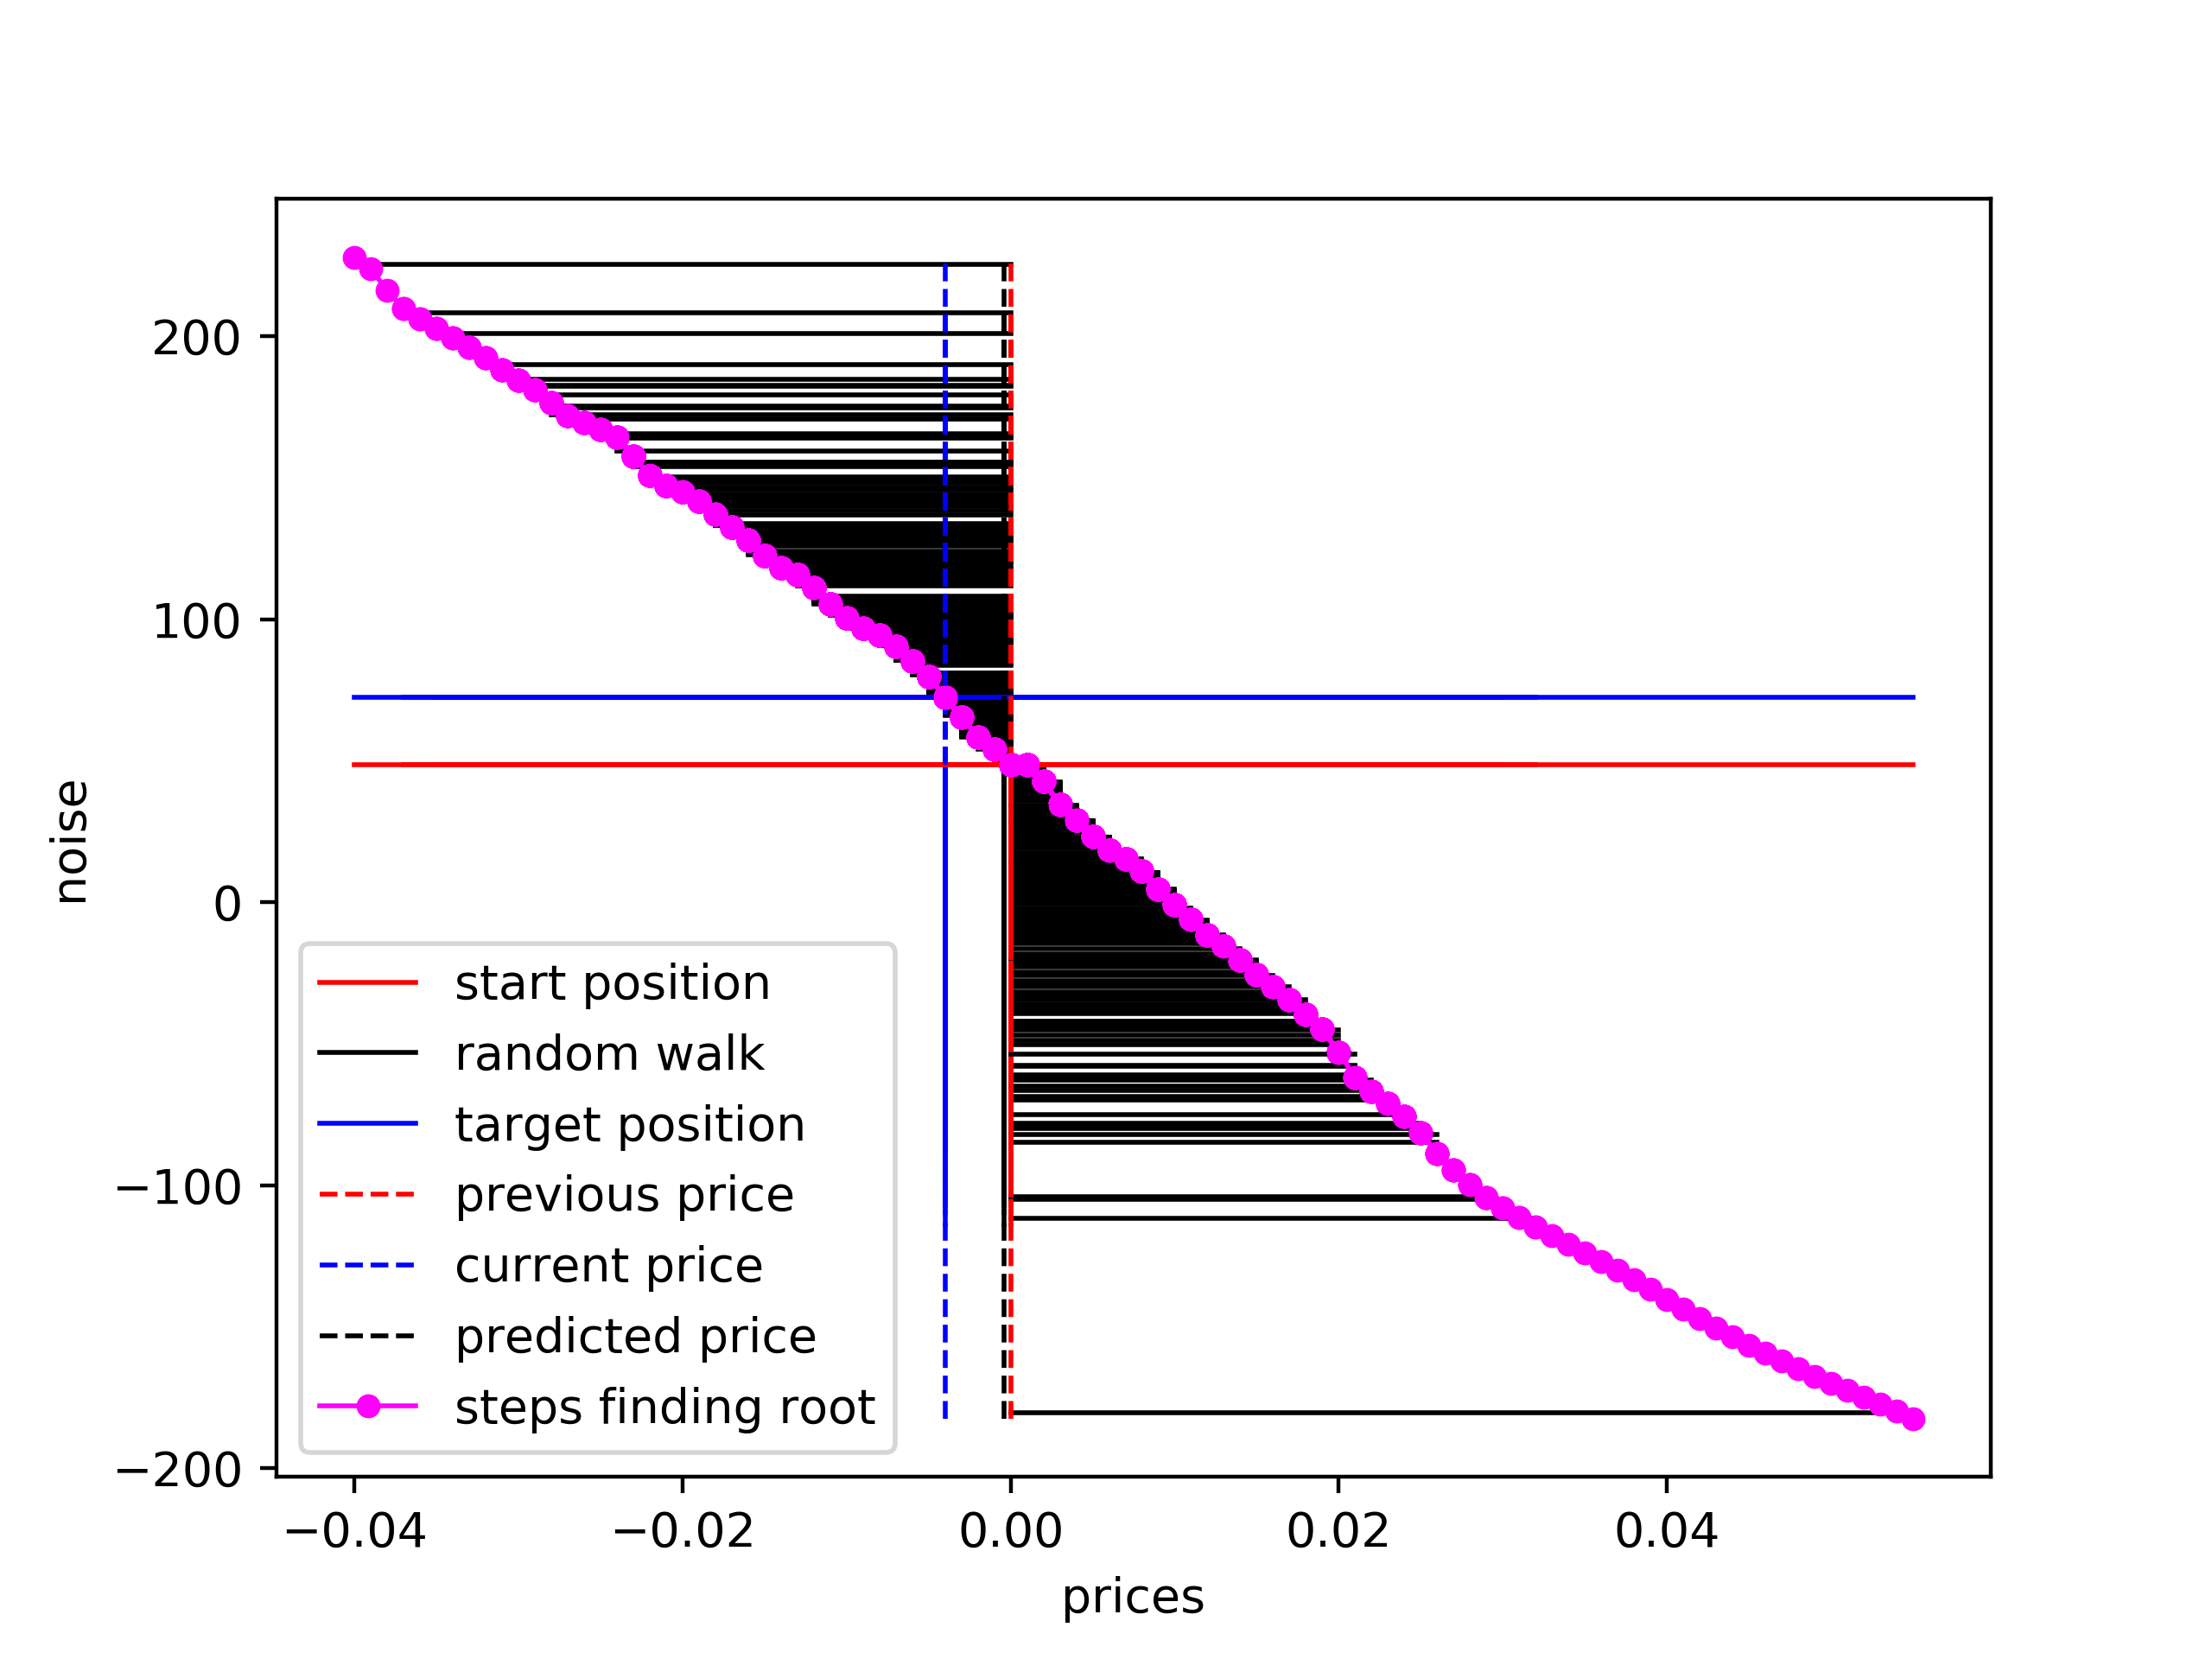 200
100
0
−100
−200
noise
start position
random walk
target position
previous price
current price
predicted price
steps finding root
−0.04 −0.02 0.00 0.02 0.04
prices